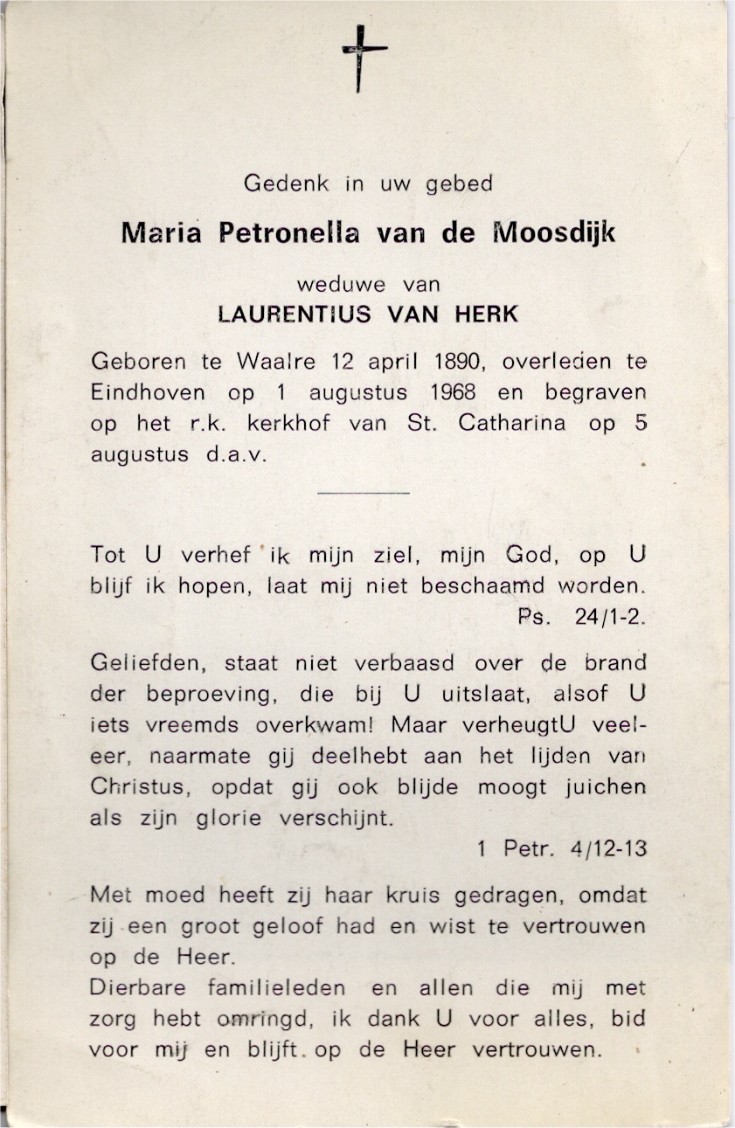 Gedenk in uw gebed
Maria Petronella van de Moosdijk
weduwe van
LAURENTIUS VAN HERK
Geboren te Waalre 12 april 1890, overleden te
Eindhoven op 1 augustus 1968 en begraven
op het r.k. kerkhof van St. Catharina op 5
augustus d.a.v.
Tot U verhef ik mijn ziel, mijn God, op U
blijf ik hopen, laat mij niet beschaamd worden.
Ps. 24/1-2.
Geliefden, staat niet verbaasd over de brand
der beproeving, die bij U uitslaat, alsof U
iets vreemds overkwam! Maar verheugtU veel-
eer, naarmate gij deelhebt aan het lijden van
Christus, opdat gij ook blijde moogt juichen
als zijn glorie verschijnt.
1 Petr. 4/12-13
Met moed heeft zij haar kruis gedragen, omdat
zij een groot geloof had en wist te vertrouwen
op de Heer.
Dierbare familieleden en allen die mij met
zorg hebt omringd, ik dank U voor alles, bid
voor mij en blijft op de Heer vertrouwen.